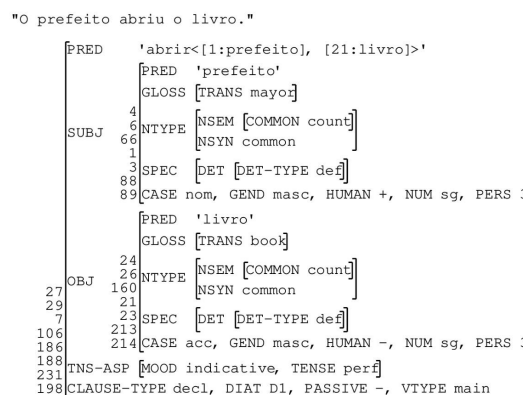 "O prefeito abriu o livro."
PRED 'abrir<[1:prefeito], [21:livro]>'
PRED 'prefeito'
GLOSS [TRANS mayor]
4
6
66
1
3
88
89
SUBJ
NTYPE [NSEM [COMMON count]
NSYN common]
SPEC [DET [DET-TYPE def]]
CASE nom, GEND masc, HUMAN +, NUM sg, PERS 3
PRED 'livro'
GLOSS [TRANS book]
24
26
160
21
23
213
214
OBJ
NTYPE [NSEM [COMMON count]
NSYN common]
SPEC [DET [DET-TYPE def]]
CASE acc, GEND masc, HUMAN -, NUM sg, PERS 3
27
29
7
106
186
188
231
198
TNS-ASP [MOOD indicative, TENSE perf]
CLAUSE-TYPE decl, DIAT D1, PASSIVE -, VTYPE main